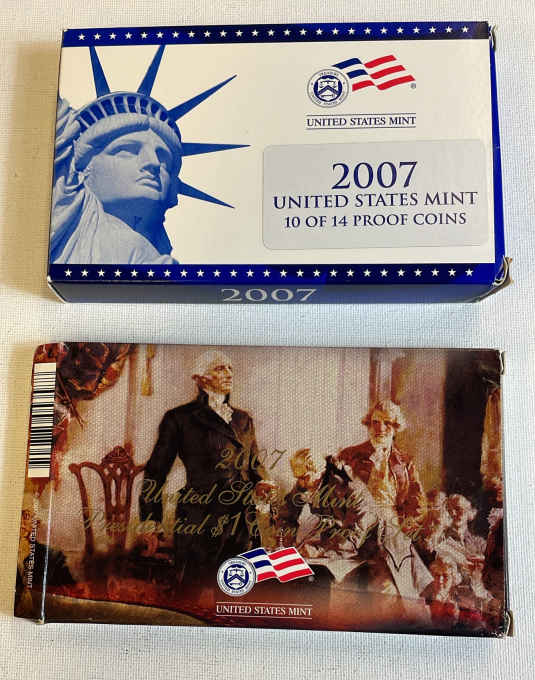 UNITED STATES MINT
2007
UNITED STATES MINT
10 OF 14 PROOF COINS
2007
2007
United States Mint
Presidential $1 Coin Proof Set
UNITED STATES MINT
UNITED STATES MINT